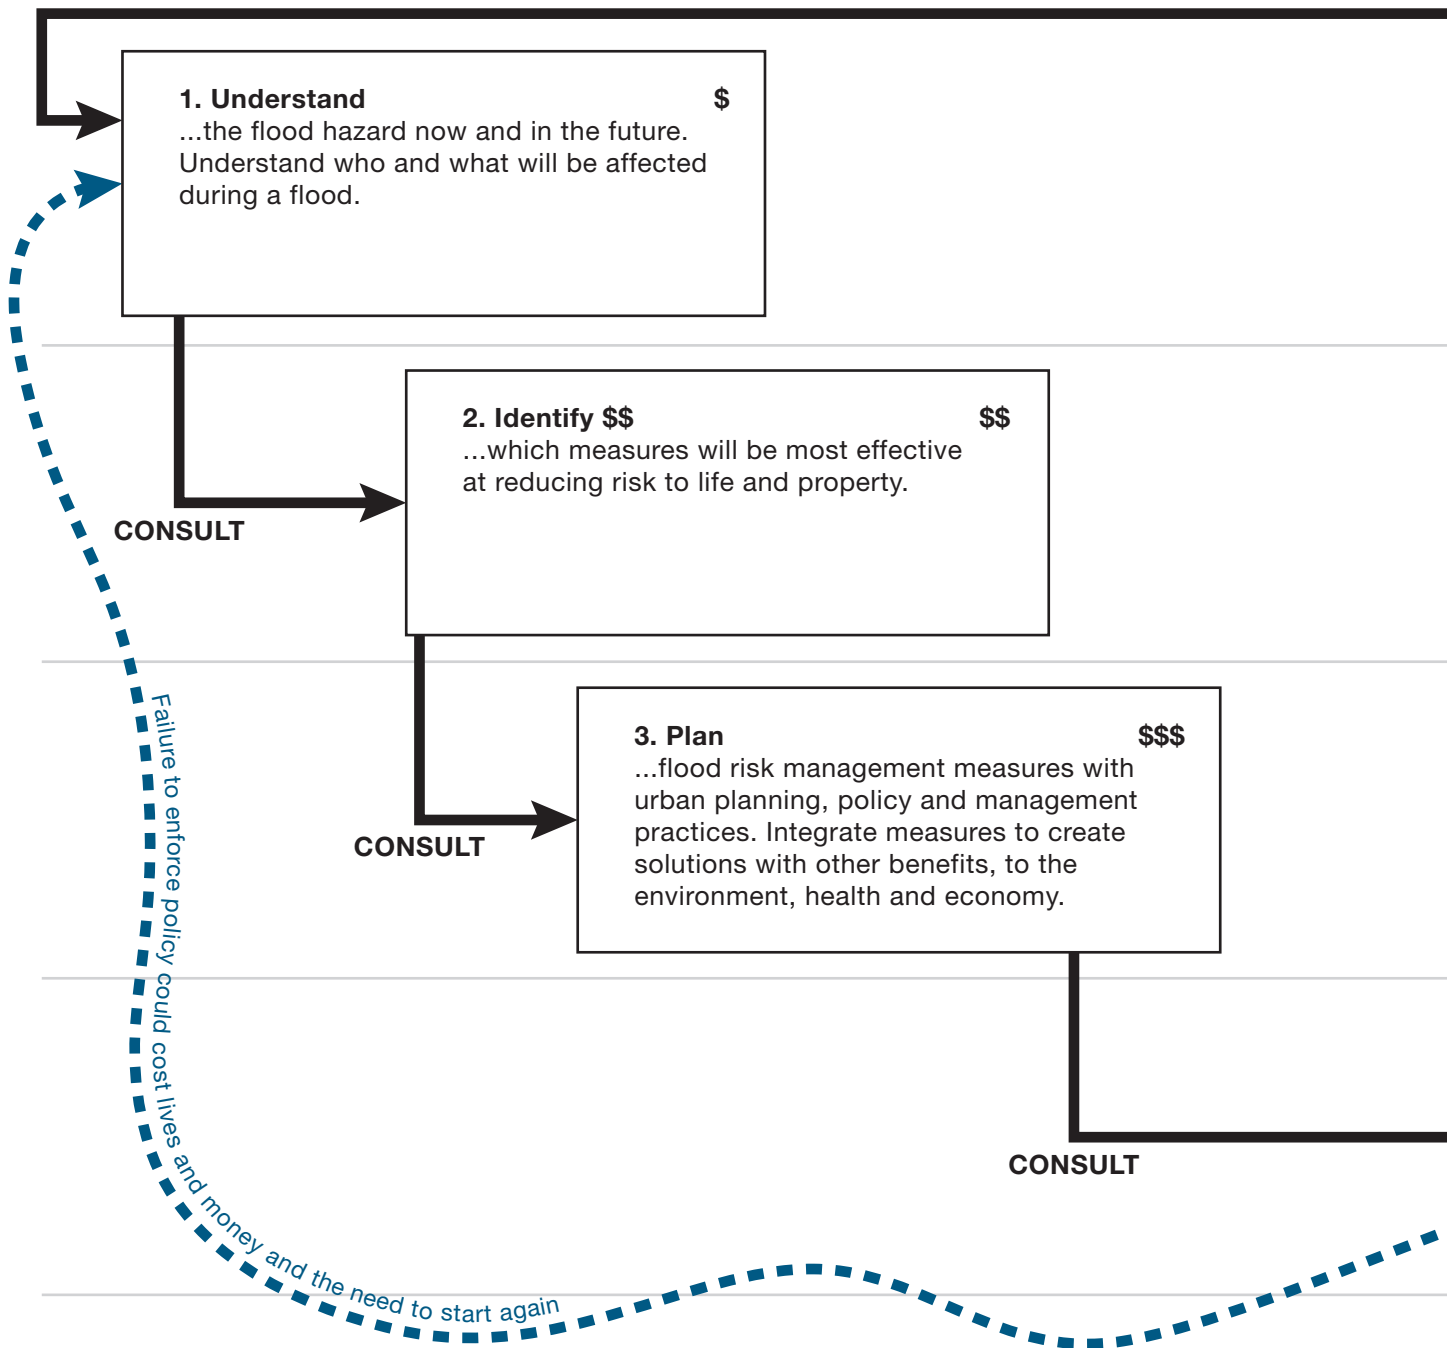 1. Understand $
...the flood hazard now and in the future.
Understand who and what will be affected
during a flood.
2. Identify $$ $$
...which measures will be most effective
at reducing risk to life and property.
CONSULT
3. Plan $$$
...flood risk management measures with
urban planning, policy and management
practices. Integrate measures to create
solutions with other benefits, to the
environment, health and economy.
CONSULT
CONSULT
Failure to enforce policy could cost lives and money and the need to start again